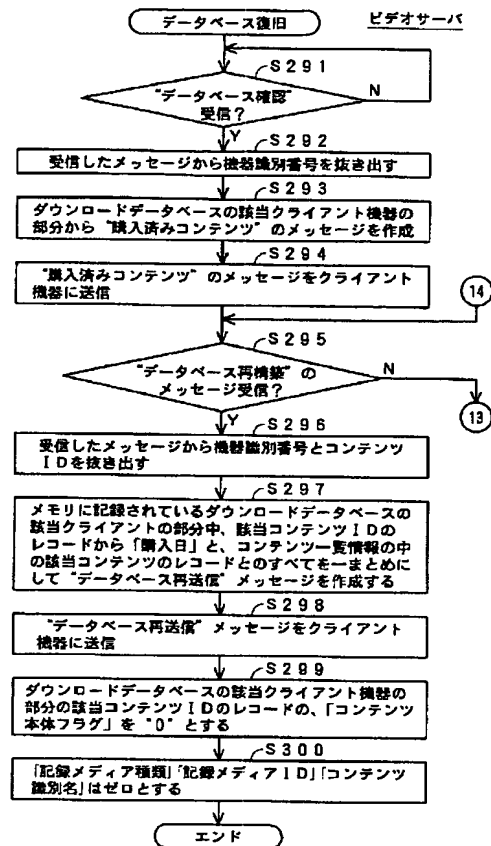 データベース復旧
ビデオサーバ
S291
“データベース確認”
受信？
N
Y
S292
受信したメッセージから機器識別番号を抜き出す
S293
ダウンロードデータベースの該当クライアント機器の
部分から“購入済みコンテンツ”のメッセージを作成
S294
“購入済みコンテンツ”のメッセージをクライアント
機器に送信
14
S295
“データベース再構築”の
メッセージ受信？
N
13
Y
S296
受信したメッセージから機器識別番号とコンテンツ
IDを抜き出す
S297
メモリに記録されているダウンロードデータベースの
該当クライアントの部分中、該当コンテンツIDの
レコードから「購入日」と、コンテンツ一覧情報の中
の該当コンテンツのレコードとのすべてを一まとめに
して“データベース再送信”メッセージを作成する
S298
“データベース再送信”メッセージをクライアント
機器に送信
S299
ダウンロードデータベースの該当クライアント機器の
部分の該当コンテンツIDのレコードの、「コンテンツ
本体フラグ」を“0”とする
S300
「記録メディア種類」「記録メディアID」「コンテンツ
識別名」はゼロとする
エンド